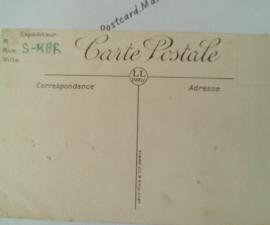 Postcard.Ma
Expéditeur
M
Rue S-MAR
Ville
Carte Postale
LL
Correspondance
Adresse